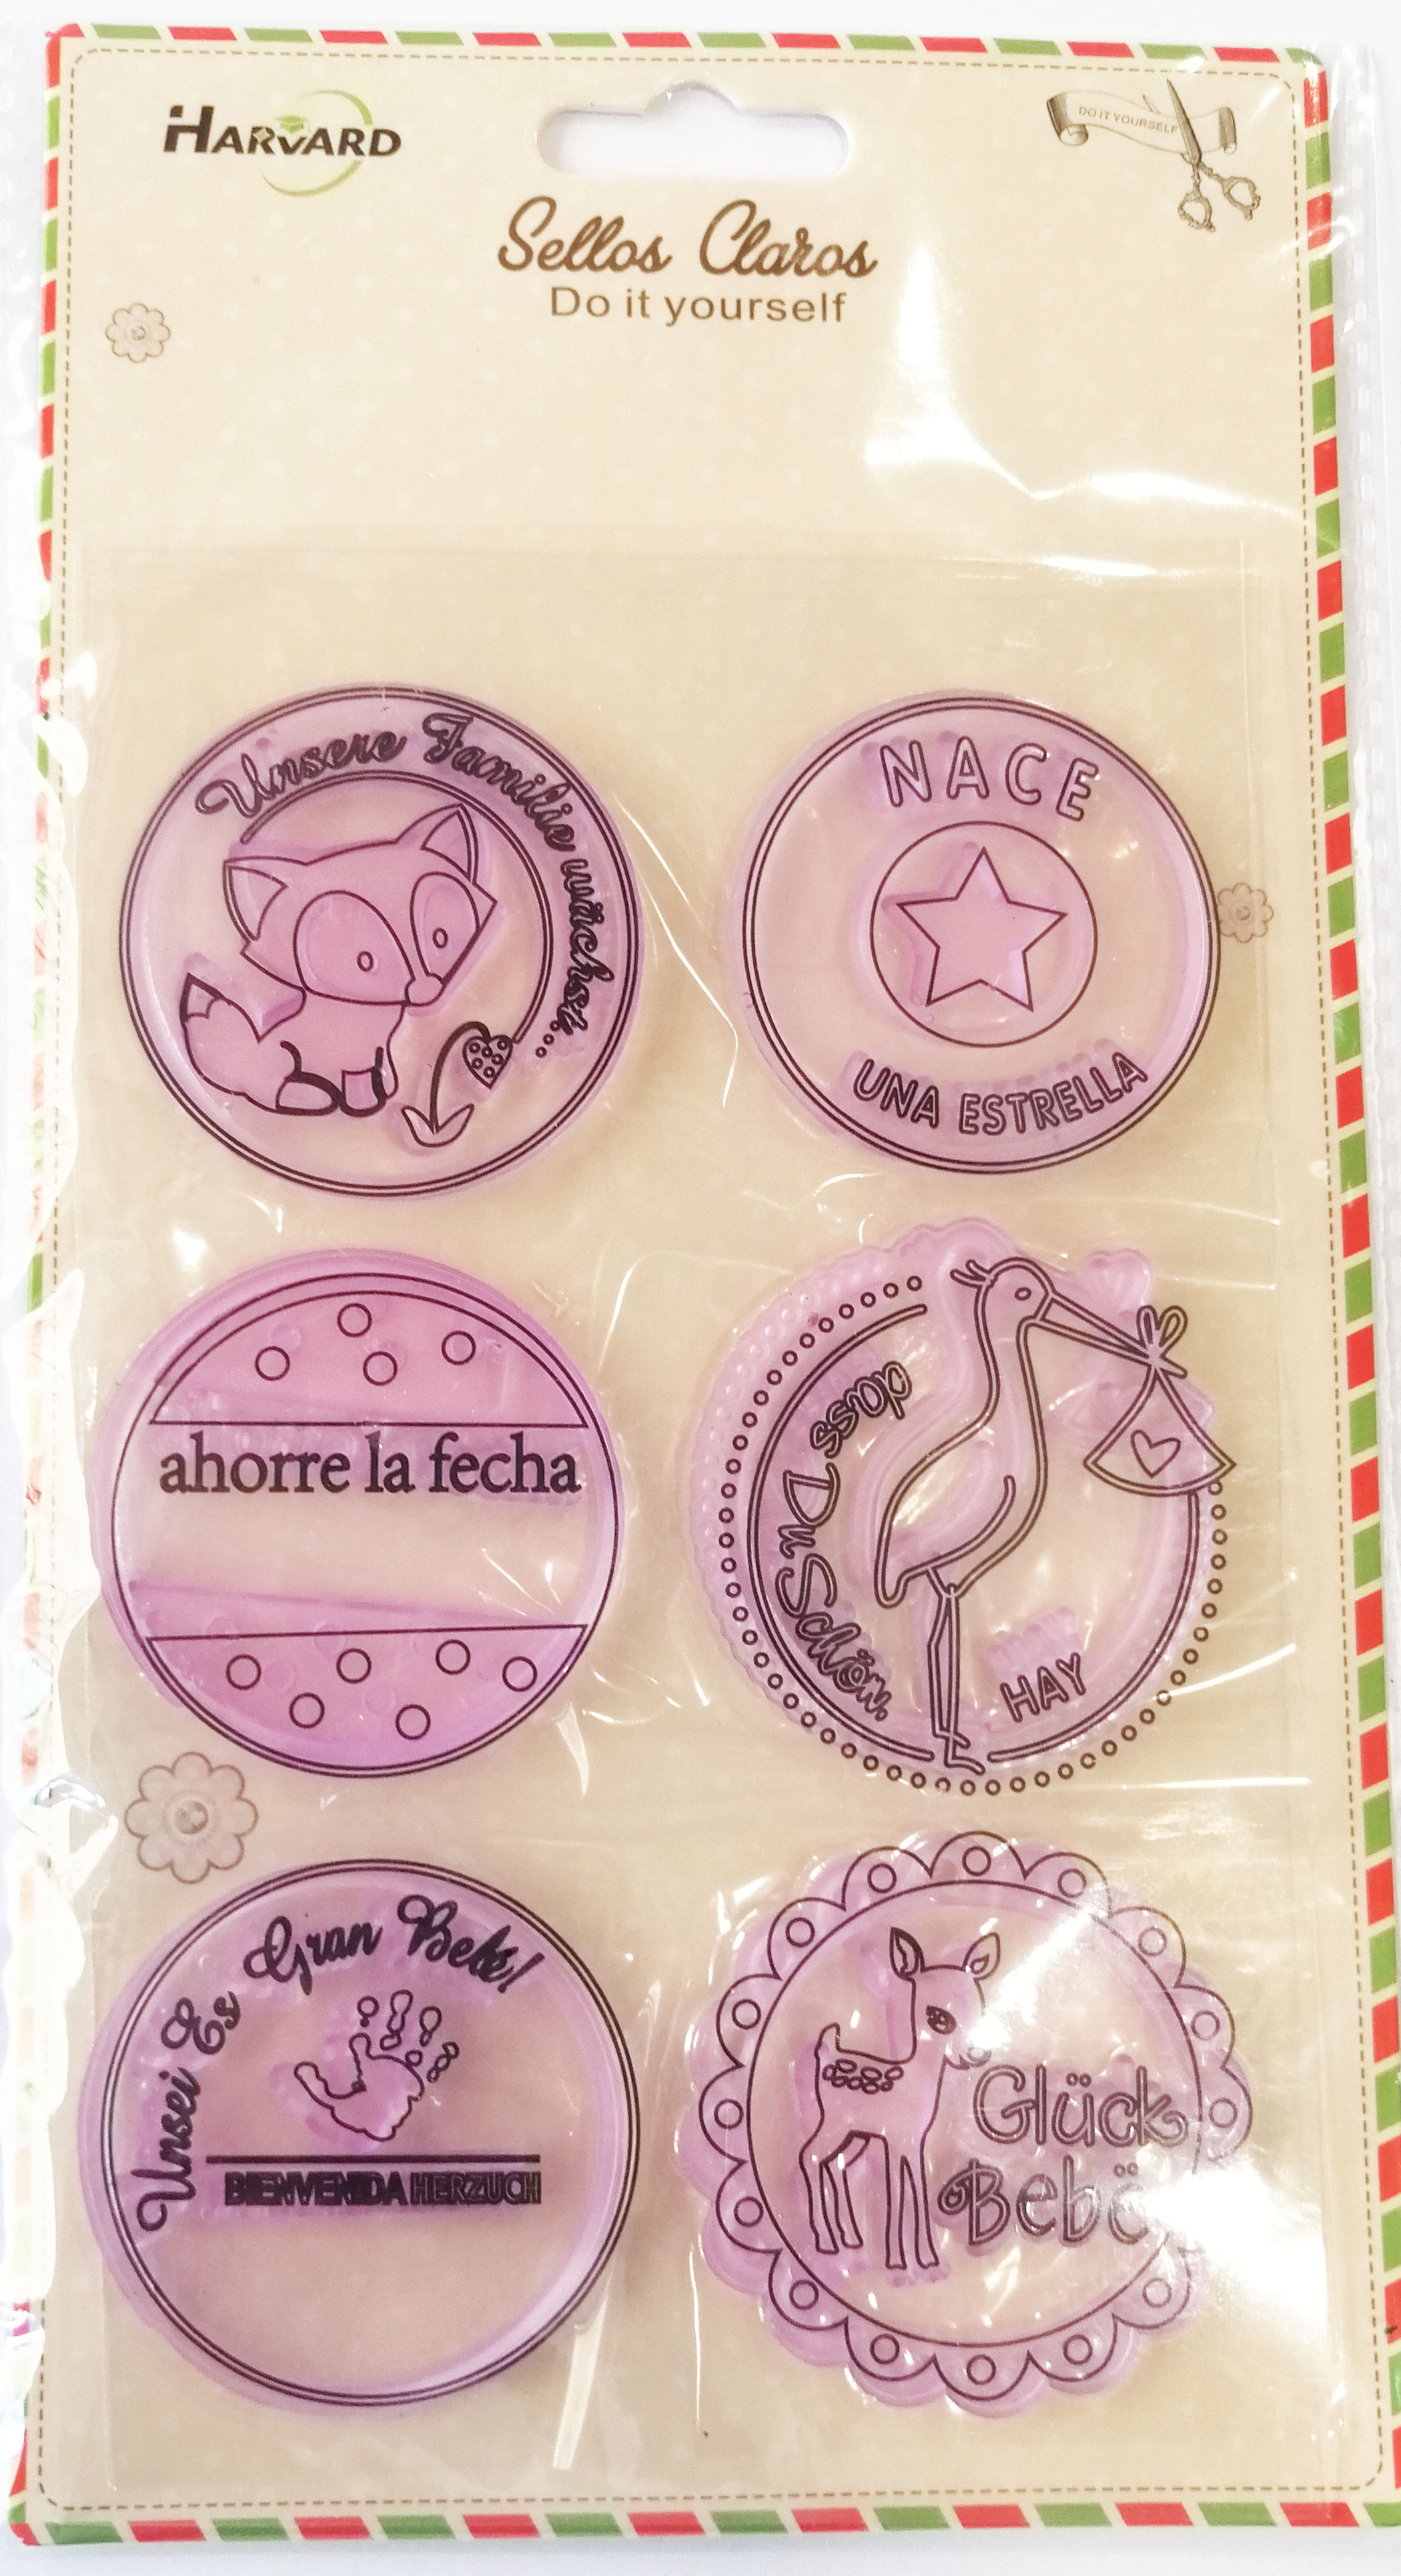 HARVARD
DO IT YOURSELF
Sellos Claros
Do it yourself
Unsere Familie wächst...
NACE
UNA ESTRELLA
ahorre la fecha
dass Du Schön.
HAY
Unsei Es Gran Bebé!
BIENVENIDA HERZUCH
Glück
Bebë